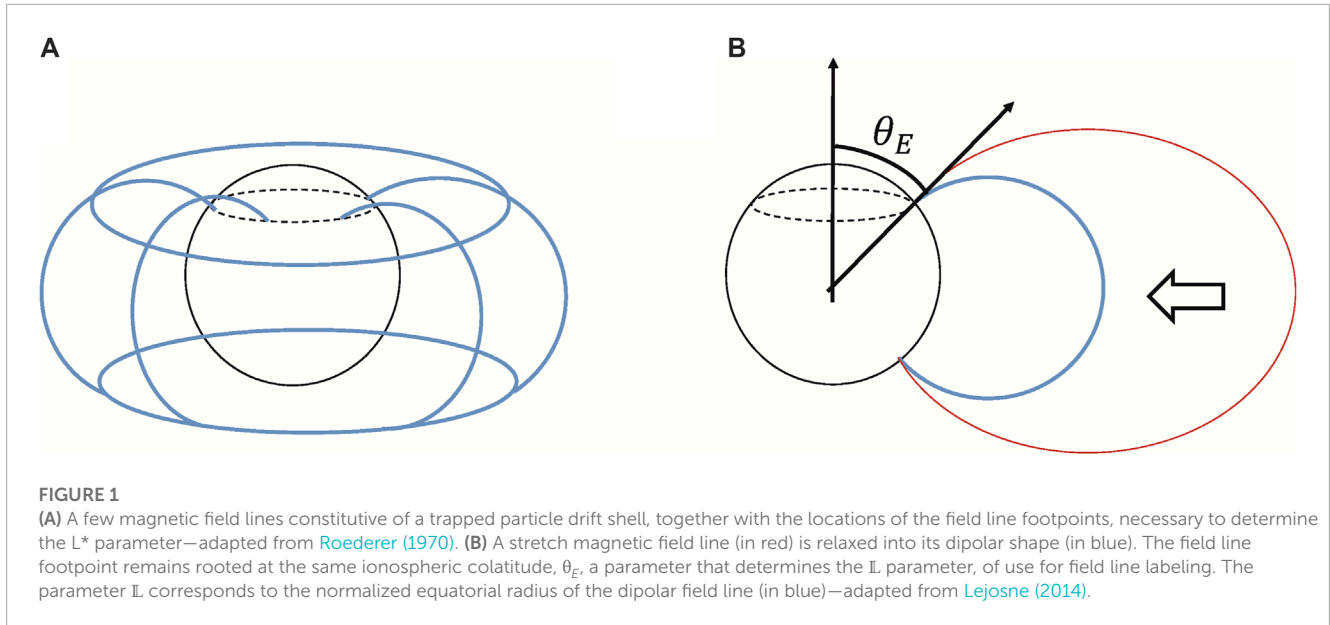 A
B
θ_E
FIGURE 1
(A) A few magnetic field lines constitutive of a trapped particle drift shell, together with the locations of the field line footpoints, necessary to determine
the L* parameter—adapted from Roederer (1970). (B) A stretch magnetic field line (in red) is relaxed into its dipolar shape (in blue). The field line
footpoint remains rooted at the same ionospheric colatitude, θ_E, a parameter that determines the 𝕃 parameter, of use for field line labeling. The
parameter 𝕃 corresponds to the normalized equatorial radius of the dipolar field line (in blue)—adapted from Lejosne (2014).